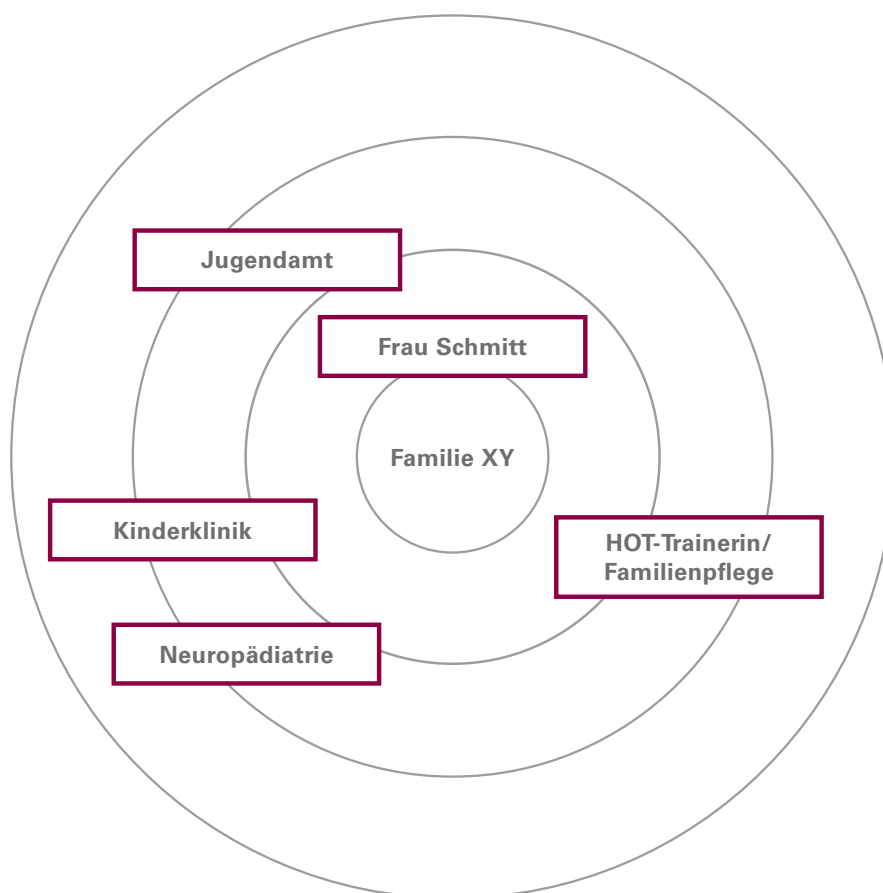 Jugendamt
Frau Schmitt
Familie XY
Kinderklinik
HOT-Trainerin/
Familienpflege
Neuropädiatrie